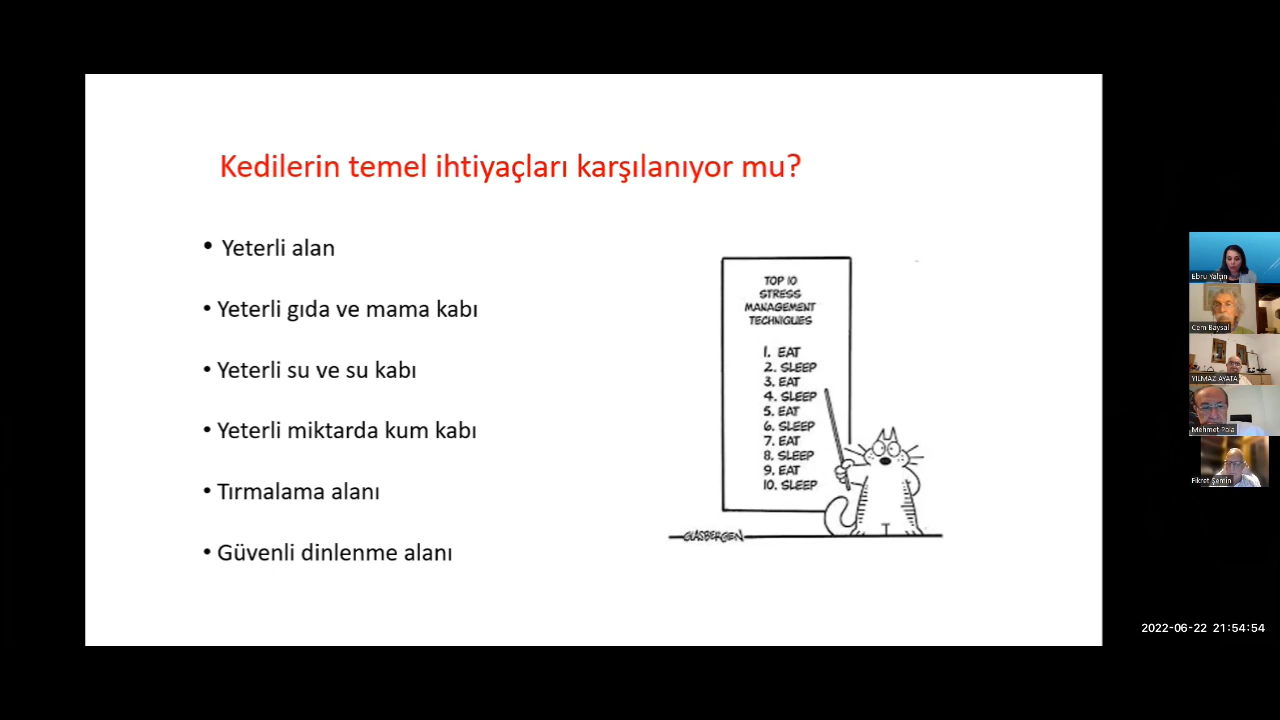 Kedilerin temel ihtiyaçları karşılanıyor mu?
• Yeterli alan
• Yeterli gıda ve mama kabı
• Yeterli su ve su kabı
• Yeterli miktarda kum kabı
• Tırmalama alanı
• Güvenli dinlenme alanı
TOP 10
STRESS
MANAGEMENT
TECHNIQUES
1. EAT
2. SLEEP
3. EAT
4. SLEEP
5. EAT
6. SLEEP
7. EAT
8. SLEEP
9. EAT
10. SLEEP
GLASBERGEN
Ebru Yalçın
Cem Baysal
YILMAZ AYATA
Mehmet Pola
Fikret Şemin
2022-06-22 21:54:54